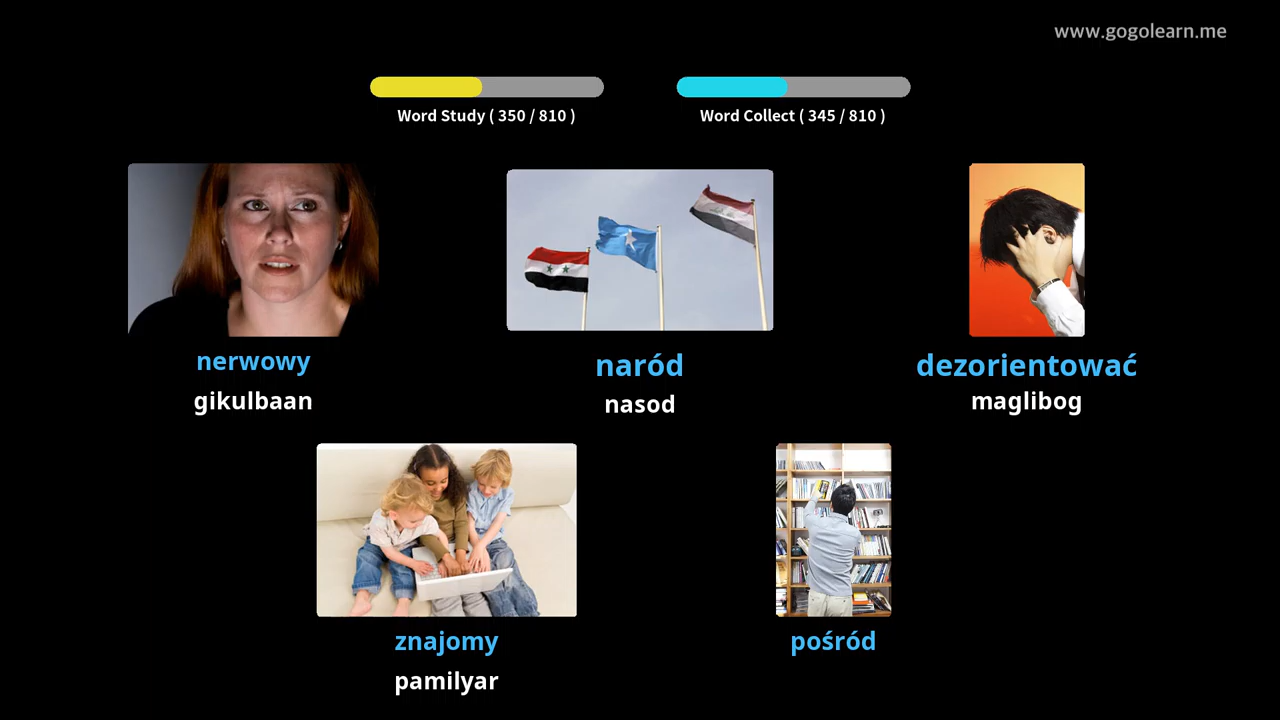 www.gogolearn.me
Word Study ( 350 / 810 )
Word Collect ( 345 / 810 )
nerwowy
gikulbaan
naród
nasod
dezorientować
maglibog
znajomy
pamilyar
pośród